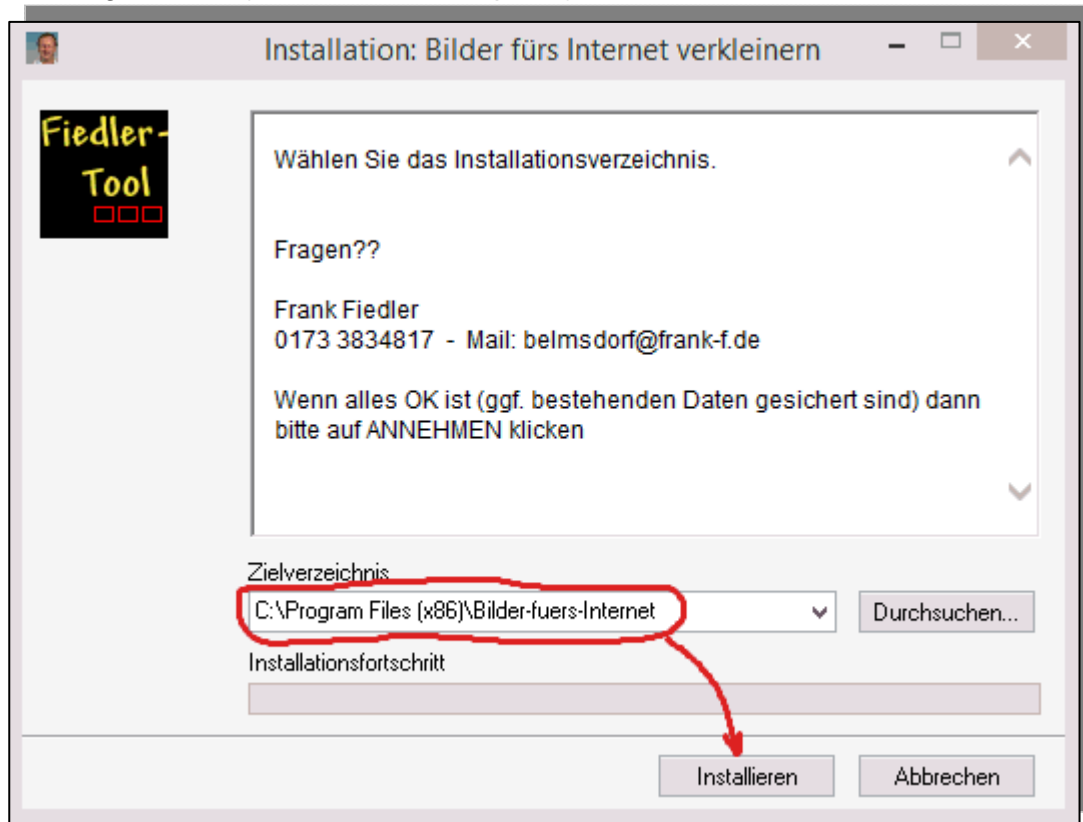 Installation: Bilder fürs Internet verkleinern
Fiedler-
Tool
Wählen Sie das Installationsverzeichnis.
Fragen??
Frank Fiedler
0173 3834817 - Mail: belmsdorf@frank-f.de
Wenn alles OK ist (ggf. bestehenden Daten gesichert sind) dann
bitte auf ANNEHMEN klicken
Zielverzeichnis
C:\Program Files (x86)\Bilder-fuers-Internet
Durchsuchen...
Installationsfortschritt
Installieren
Abbrechen